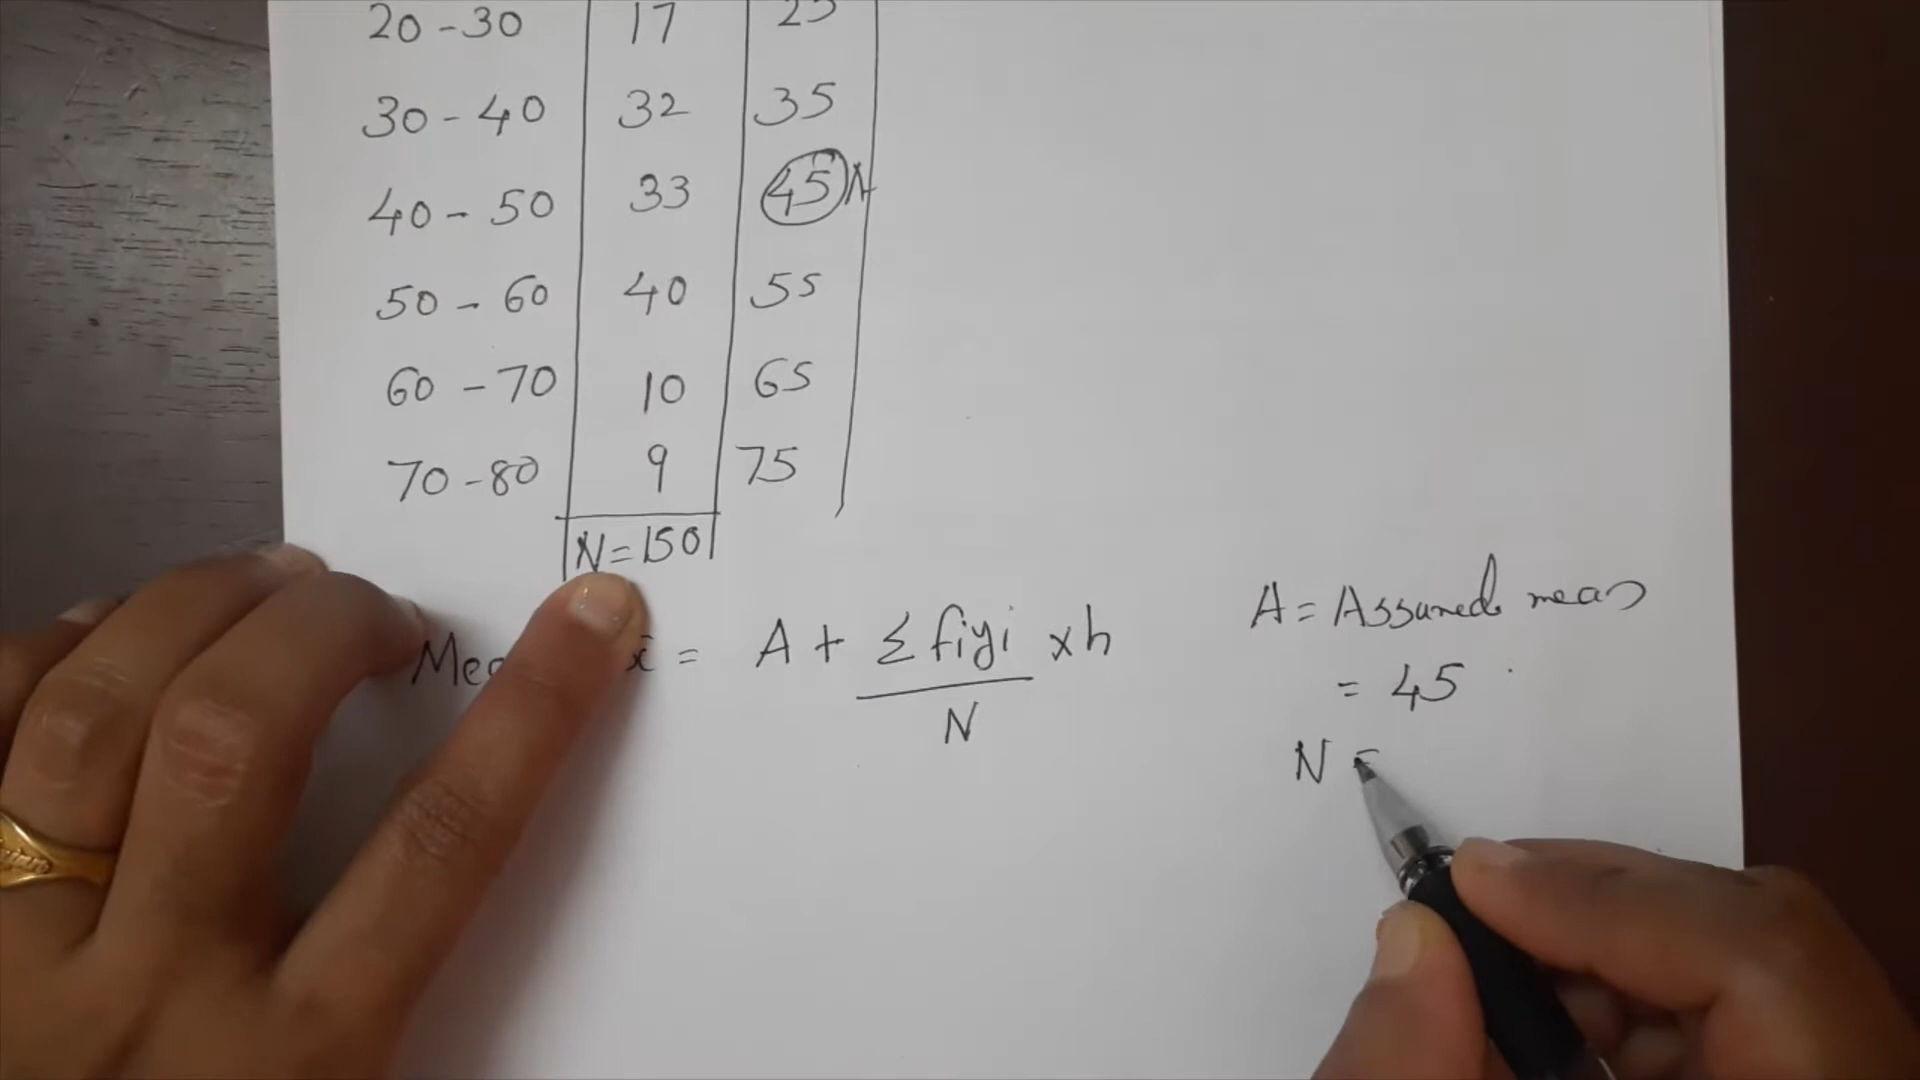 20-30 17 25
30-40 32 35
40-50 33 45 A
50-60 40 55
60-70 10 65
70-80 9 75
N=150
x̄ = A + Σfiyi/N × h
A = Assumed mean
= 45
N =